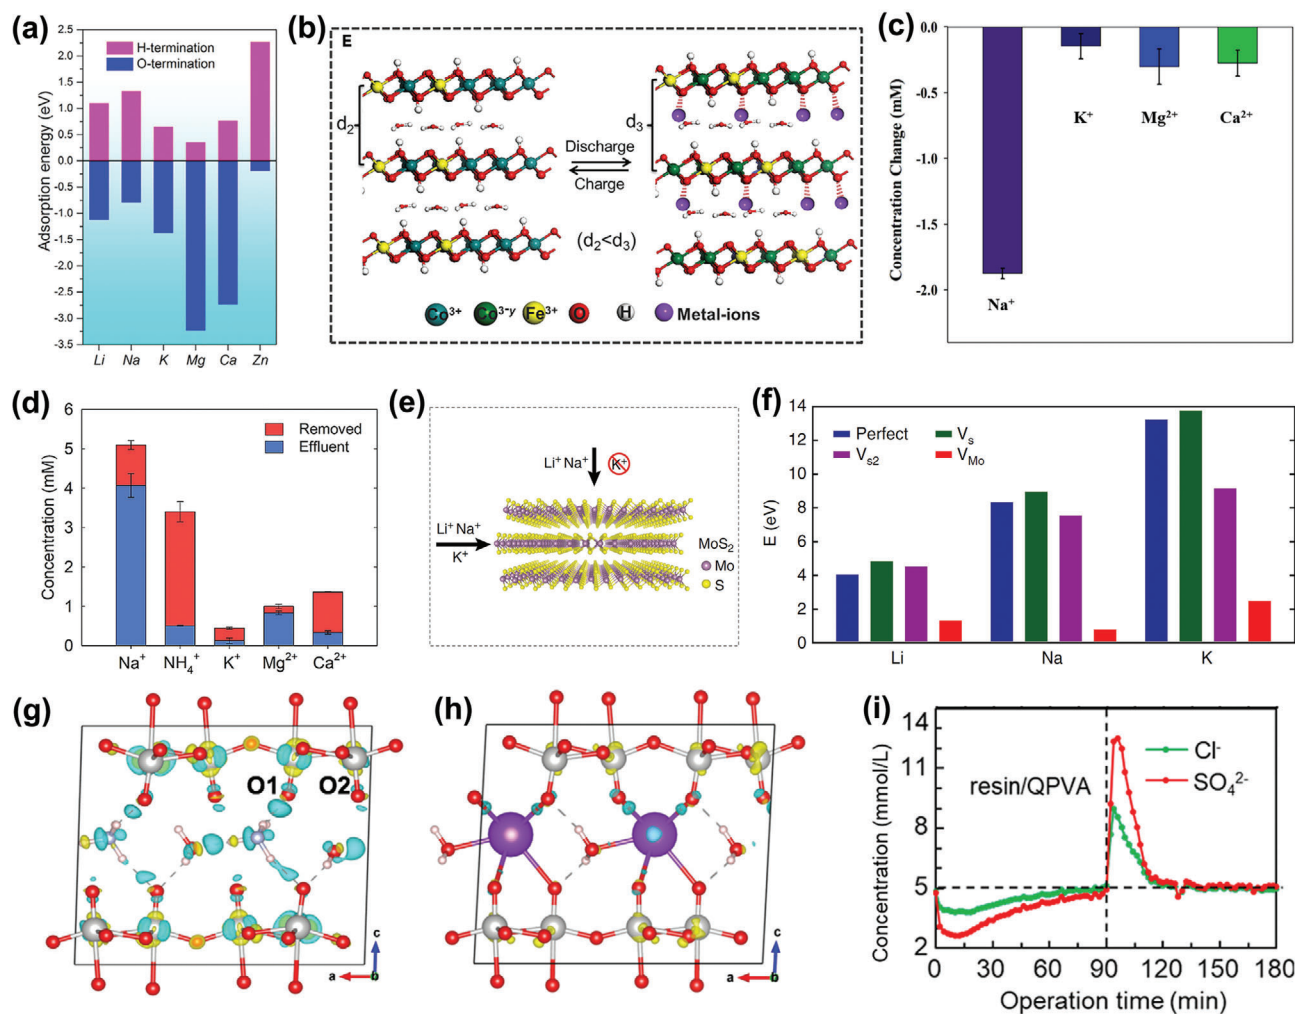 (a)
H-termination
O-termination
Adsorption energy (eV)
2.5
2.0
1.5
1.0
0.5
0.0
-0.5
-1.0
-1.5
-2.0
-2.5
-3.0
-3.5
Li Na K Mg Ca Zn
(b)
E
d2
d3
Discharge
Charge
(d2<d3)
Co3+ Co3-y Fe3+ O H Metal-ions
(c)
Concentration Change (mM)
0.0
-0.5
-1.0
-1.5
-2.0
Na+
K+
Mg2+
Ca2+
(d)
Removed
Effluent
Concentration (mM)
6
5
4
3
2
1
0
Na+ NH4+ K+ Mg2+ Ca2+
(e)
Li+ Na+ K+
Li+ Na+
K+
MoS2
Mo
S
(f)
Perfect Vs
Vs2 VMo
E (eV)
14
12
10
8
6
4
2
0
Li Na K
(g)
O1 O2
c
a b
(h)
c
a b
(i)
resin/QPVA
Cl-
SO42-
Concentration (mmol/L)
14
11
8
5
2
0 30 60 90 120 150 180
Operation time (min)